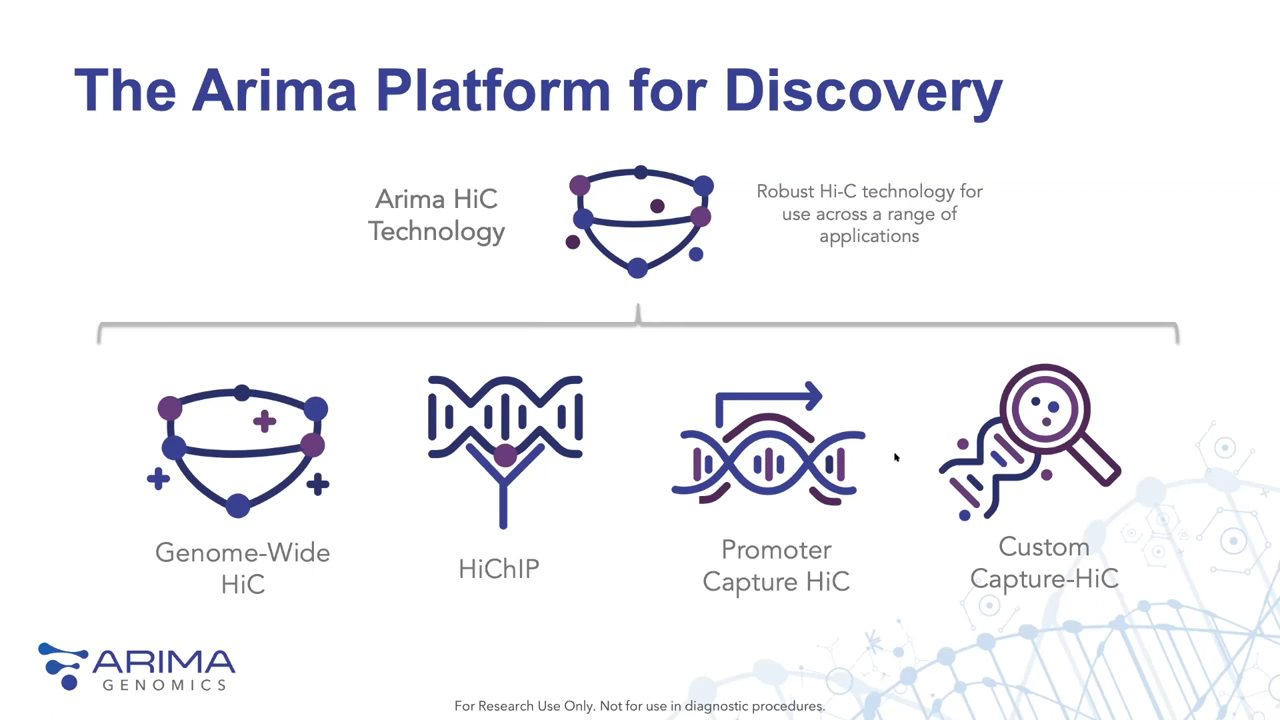 The Arima Platform for Discovery
Arima HiC
Technology
Robust Hi-C technology for
use across a range of
applications
Genome-Wide
HiC
HiChIP
Promoter
Capture HiC
Custom
Capture-HiC
ARIMA
GENOMICS
For Research Use Only. Not for use in diagnostic procedures.